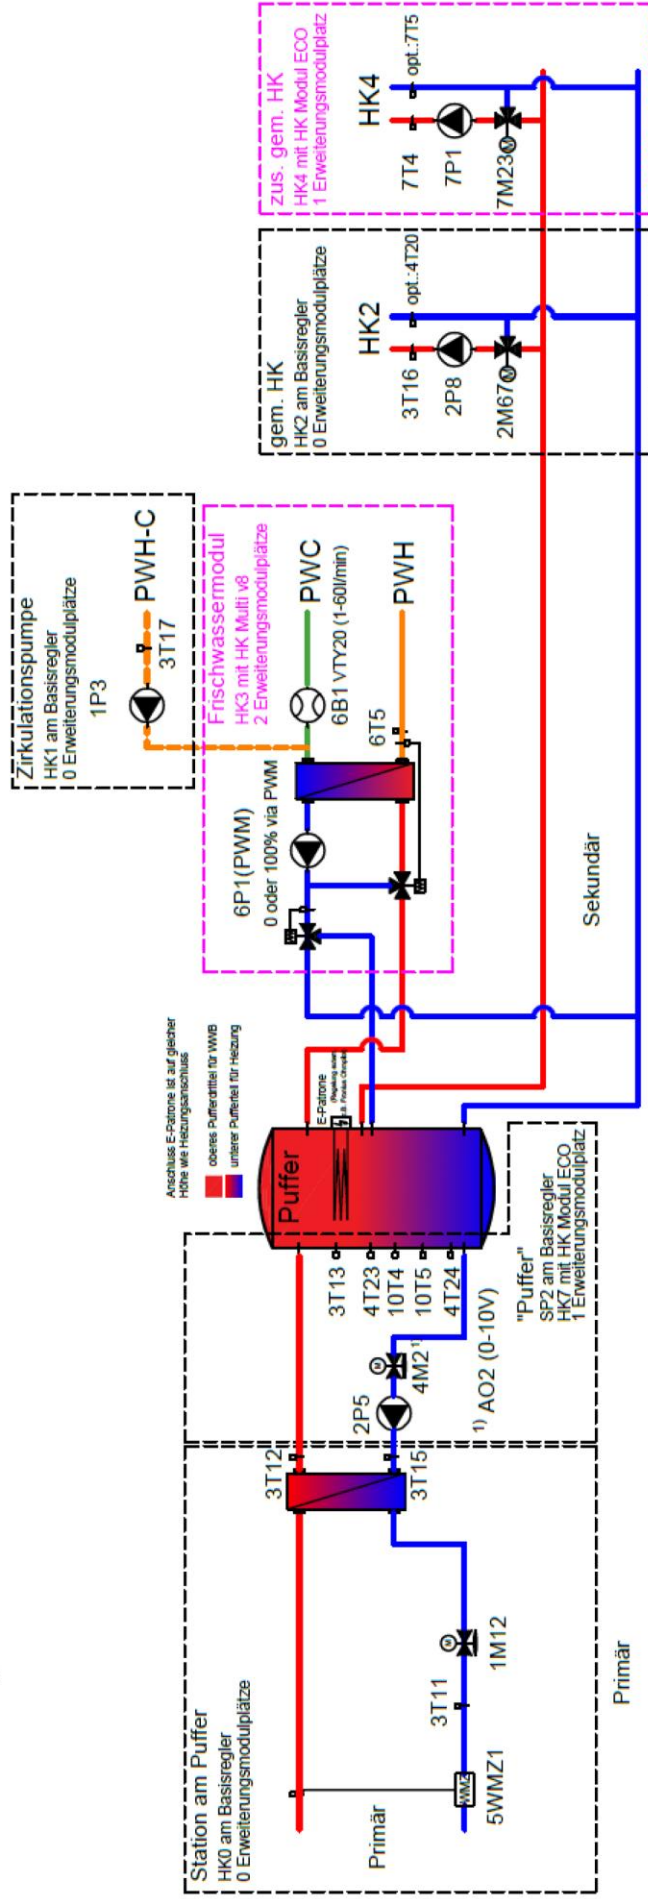 Station am Puffer
HK0 am Basisregler
0 Erweiterungsmodulplätze
Primär
WMZ
5WMZ1
3T11
M
1M12
Primär
3T12
3T15
2P5
M
4M2 ¹⁾
¹⁾ AO2 (0-10V)
"Puffer"
SP2 am Basisregler
HK7 mit HK Modul ECO
1 Erweiterungsmodulplatz
Puffer
3T13
4T23
10T4
10T5
4T24
Anschluss E-Patrone ist auf gleicher
Höhe wie Heizungsanschluss
oberes Pufferdrittel für WWB
unterer Pufferteil für Heizung
E-Patrone
Zirkulationspumpe
HK1 am Basisregler
0 Erweiterungsmodulplätze
1P3
PWH-C
3T17
Frischwassermodul
HK3 mit HK Multi v8
2 Erweiterungsmodulplätze
6P1(PWM)
0 oder 100% via PWM
PWC
6B1 VTY20 (1-60l/min)
6T5
PWH
Sekundär
gem. HK
HK2 am Basisregler
0 Erweiterungsmodulplätze
HK2
3T16
opt.:4T20
2P8
2M67
M
zus. gem. HK
HK4 mit HK Modul ECO
1 Erweiterungsmodulplatz
HK4
7T4
opt.:7T5
7P1
7M23
M